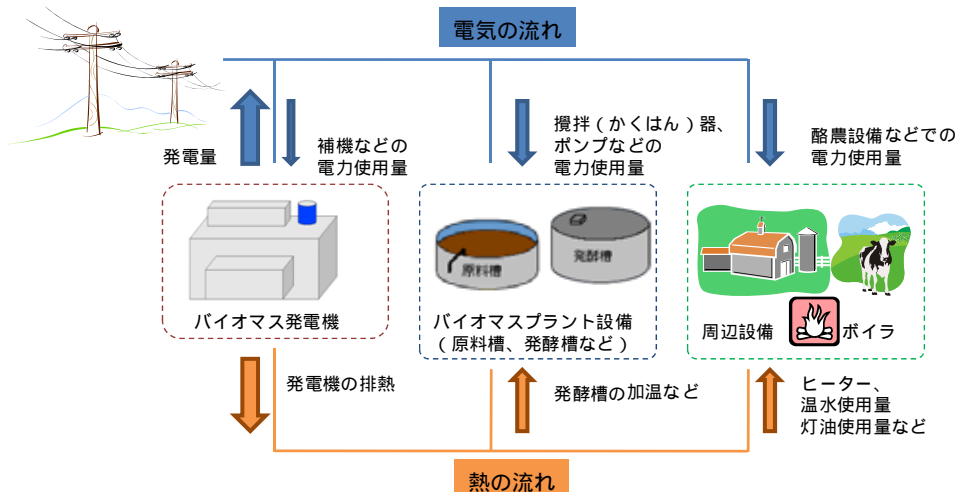 電気の流れ
発電量
補機などの
電力使用量
攪拌（かくはん）器、
ポンプなどの
電力使用量
酪農設備などでの
電力使用量
原料槽
発酵槽
バイオマス発電機
バイオマスプラント設備
（原料槽、発酵槽など）
周辺設備
ボイラ
発電機の排熱
発酵槽の加温など
ヒーター、
温水使用量
灯油使用量など
熱の流れ